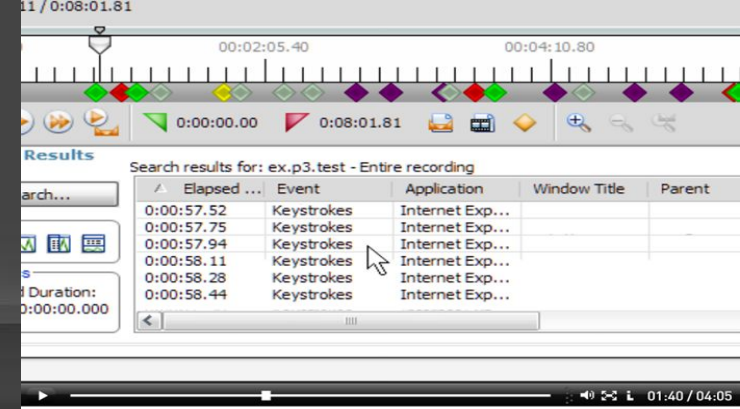 11 / 0:08:01.81
00:02:05.40 00:04:10.80
0:00:00.00 0:08:01.81
Results
Search results for: ex.p3.test - Entire recording
arch...
Elapsed ... Event Application Window Title Parent
0:00:57.52 Keystrokes Internet Exp...
0:00:57.75 Keystrokes Internet Exp...
0:00:57.94 Keystrokes Internet Exp...
0:00:58.11 Keystrokes Internet Exp...
0:00:58.28 Keystrokes Internet Exp...
0:00:58.44 Keystrokes Internet Exp...
s
d Duration:
0:00:00.000
01:40 / 04:05